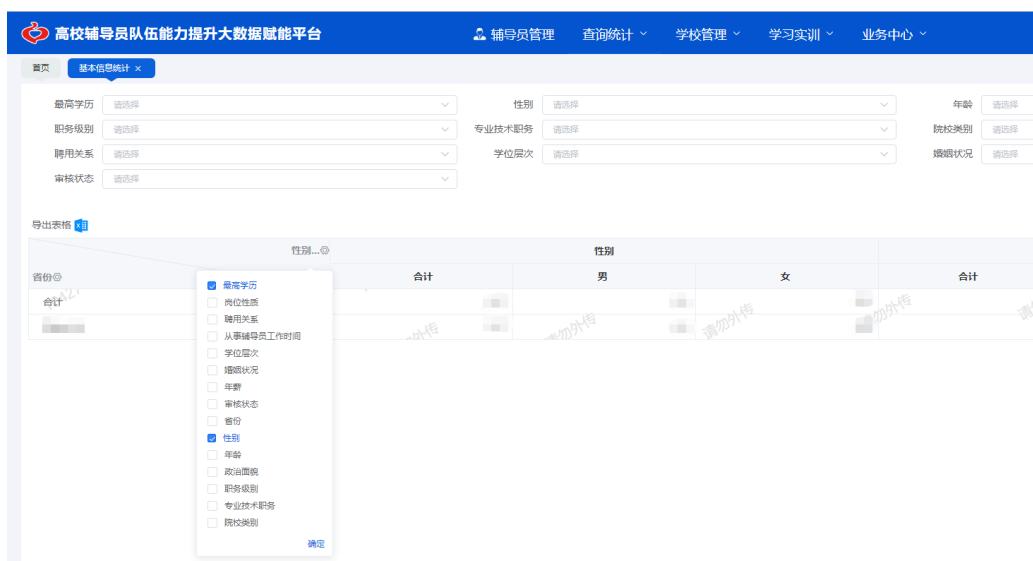 高校辅导员队伍能力提升大数据赋能平台 辅导员管理 查询统计 学校管理 学习实训 业务中心
首页 基本信息统计 ×
最高学历 请选择 性别 请选择 年龄 请选择
职务级别 请选择 专业技术职务 请选择 院校类别 请选择
聘用关系 请选择 学位层次 请选择 婚姻状况 请选择
审核状态 请选择
导出表格
性别... 性别
省份 合计 男 女 合计
合计
最高学历
岗位性质
聘用关系
从事辅导员工作时间
学位层次
婚姻状况
年薪
审核状态
省份
性别
年龄
政治面貌
职务级别
专业技术职务
院校类别
确定
请勿外传
请勿外传
请勿外传